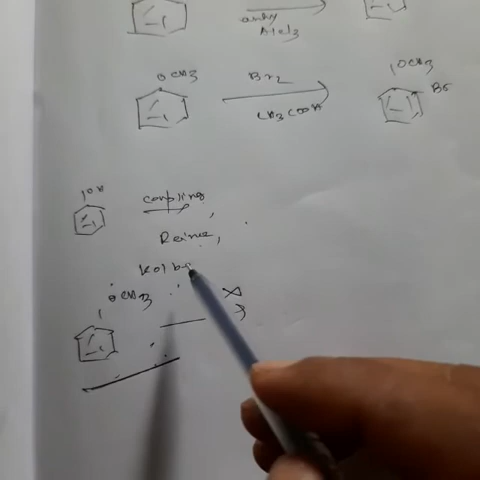 anhy
AlCl3
OCH3
Br2
CH3COOH
OCH3
Br
OH
coupling,
Reimer,
Kolbe
OCH3